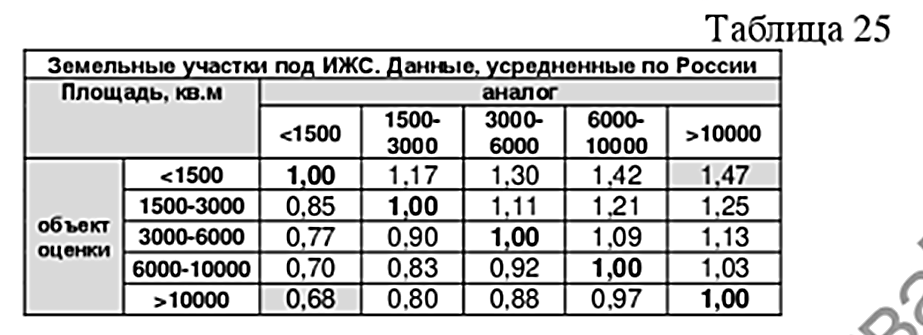 Таблица 25
Земельные участки под ИЖС. Данные, усредненные по России
Площадь, кв.м аналог
<1500 1500-3000 3000-6000 6000-10000 >10000
объект оценки
<1500 1,00 1,17 1,30 1,42 1,47
1500-3000 0,85 1,00 1,11 1,21 1,25
3000-6000 0,77 0,90 1,00 1,09 1,13
6000-10000 0,70 0,83 0,92 1,00 1,03
>10000 0,68 0,80 0,88 0,97 1,00